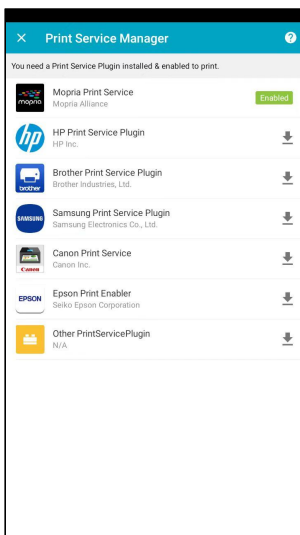 Print Service Manager
?
You need a Print Service Plugin installed & enabled to print.
mopria
Mopria Print Service
Mopria Alliance
Enabled
hp
HP Print Service Plugin
HP Inc.
brother
Brother Print Service Plugin
Brother Industries, Ltd.
SAMSUNG
Samsung Print Service Plugin
Samsung Electronics Co., Ltd.
Canon
Canon Print Service
Canon Inc.
EPSON
Epson Print Enabler
Seiko Epson Corporation
Other PrintServicePlugin
N/A